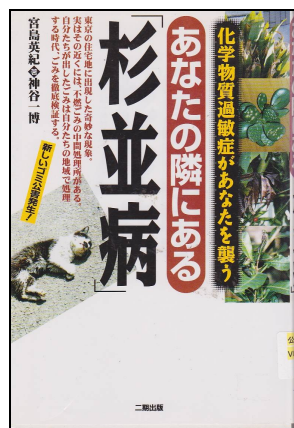 化学物質過敏症があなたを襲う
あなたの隣にある
「杉並病」
東京の住宅地に出現した奇妙な現象。
実はその近くには、不燃ごみの中間処理所がある。
自分たちが出したごみは自分たちの地域で処理
する時代、ごみを徹底検証する。
新しいゴミ公害発生!
宮島英紀 神谷一博
二期出版